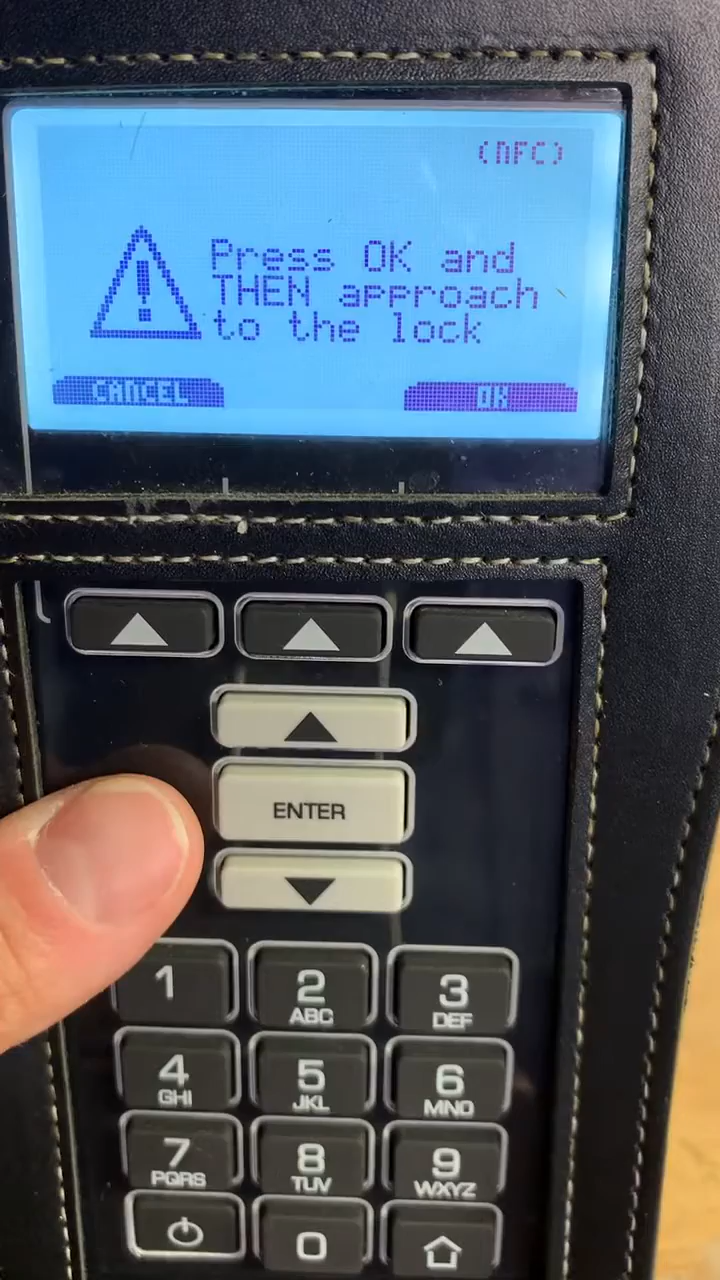 (NFC)
Press OK and
THEN approach
to the lock
CANCEL OK
ENTER
1 2 3
ABC DEF
4 5 6
GHI JKL MNO
7 8 9
PQRS TUV WXYZ
0